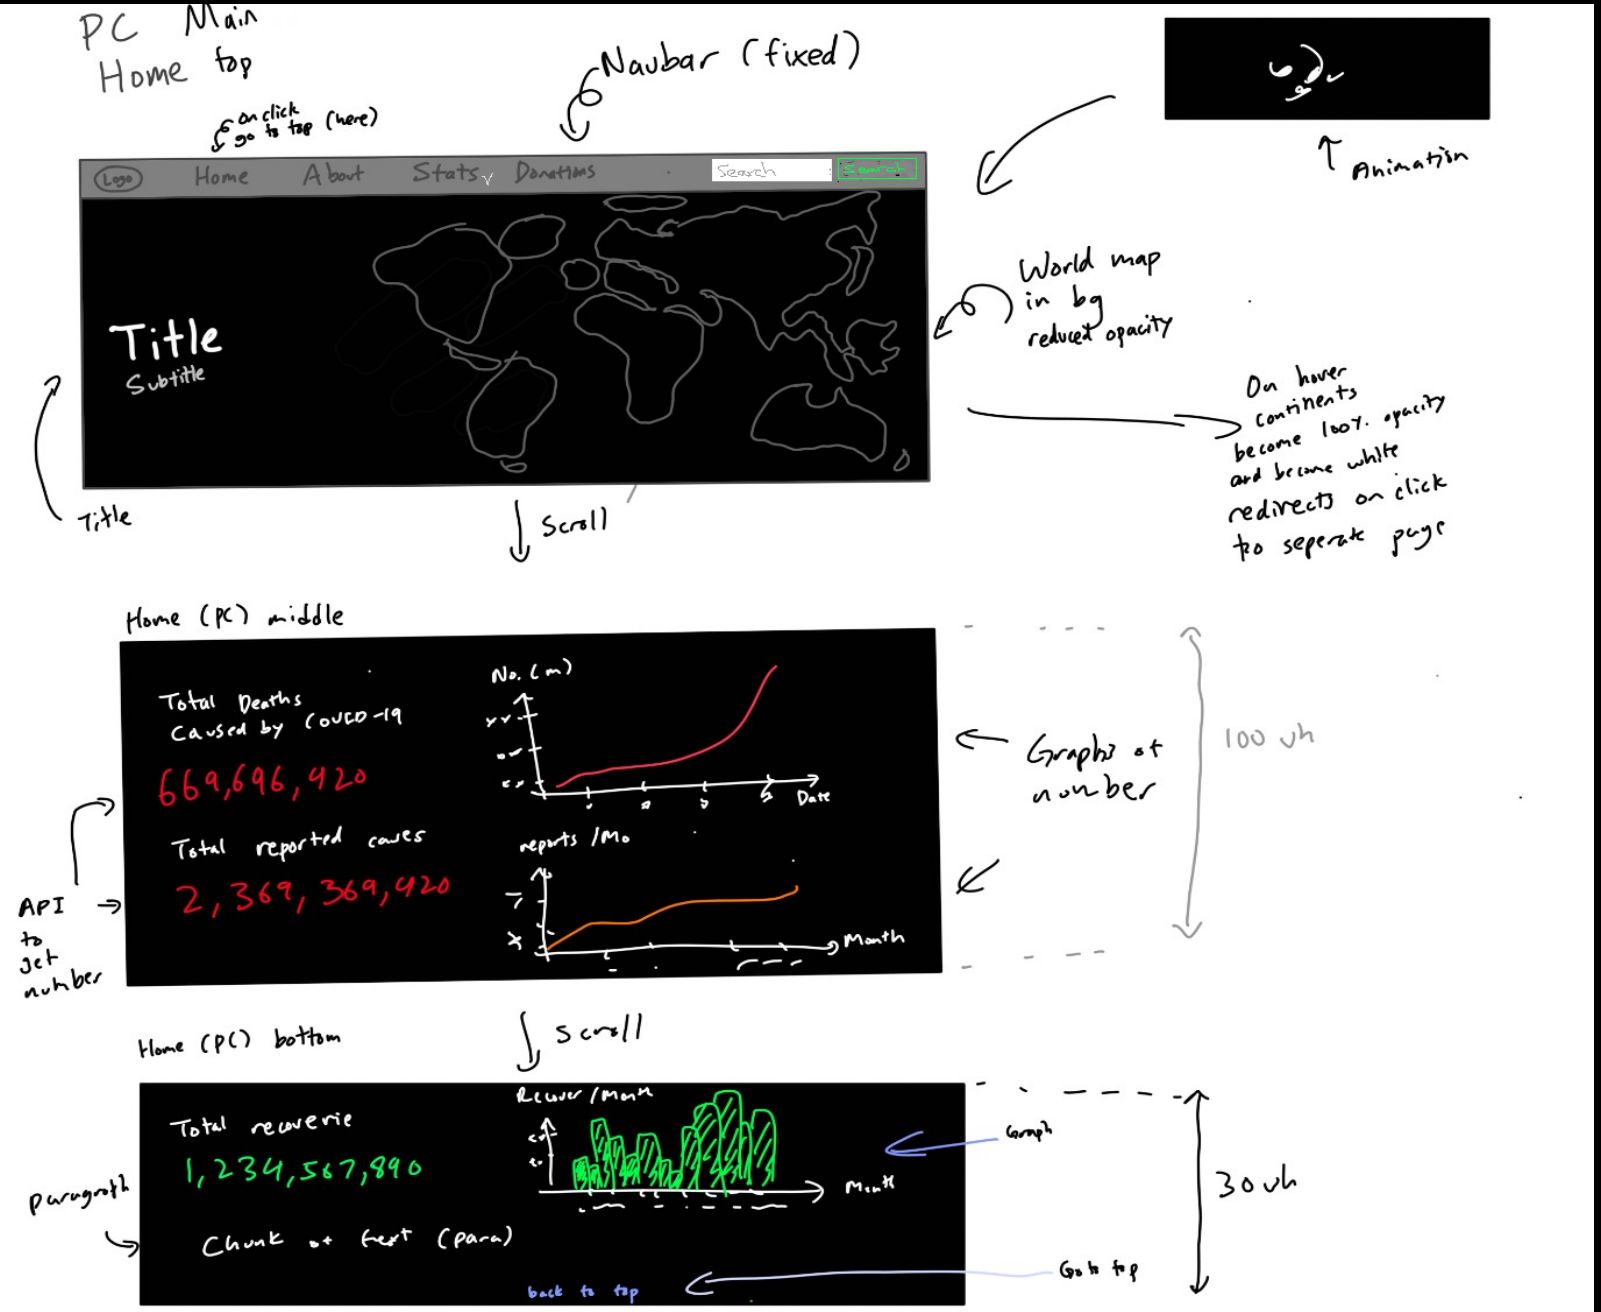 PC Main
Home top
Navbar (fixed)
on click
go to top (here)
Animation
Logo
Home
About
Stats
Donations
Search
Search
World map
in bg
reduced opacity
Title
Subtitle
On hover
continents
become 100% opacity
and become white
redirects on click
to seperate page
Title
Scroll
Home (PC) middle
No. (m)
Total Deaths
Caused by COVID-19
669,696,420
Date
Graphs of
number
100 vh
Total reported cases
2,369,369,420
reports /Mo
Month
API
to
get
number
Scroll
Home (PC) bottom
Recover /Month
Total recoverie
1,234,567,890
Month
Graph
30 vh
paragraph
Chunk of text (para)
back to top
Go to top